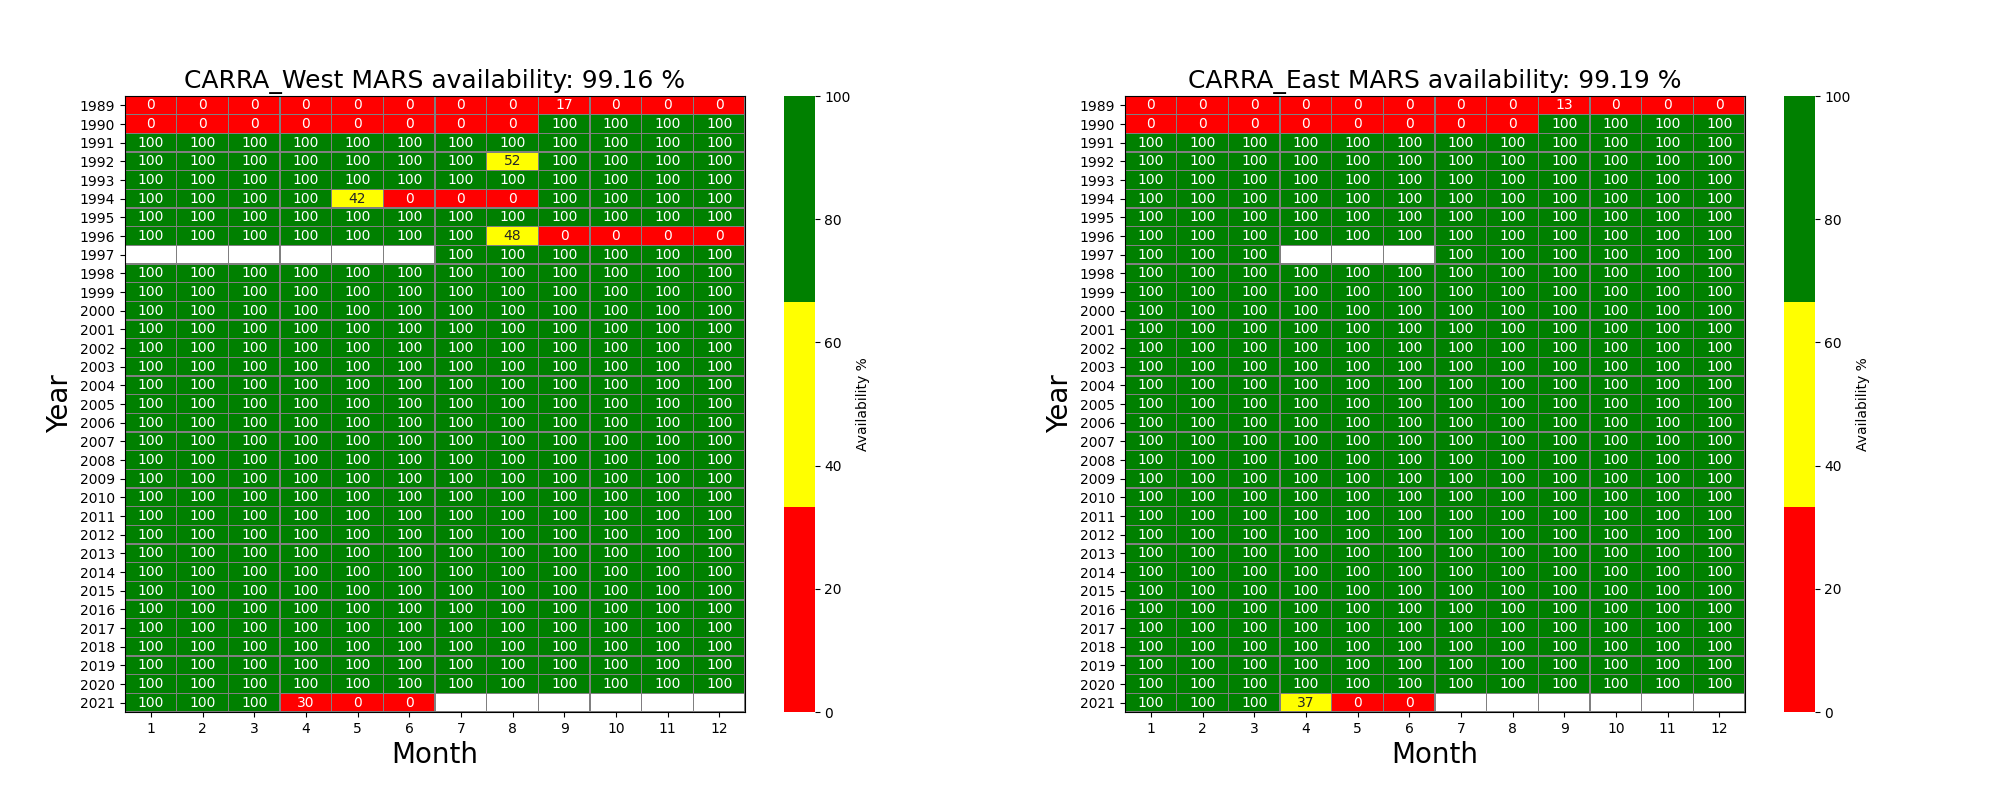 CARRA_West MARS availability: 99.16 %
1989 0 0 0 0 0 0 0 0 17 0 0 0
1990 0 0 0 0 0 0 0 0 100 100 100 100
1991 100 100 100 100 100 100 100 100 100 100 100 100
1992 100 100 100 100 100 100 100 52 100 100 100 100
1993 100 100 100 100 100 100 100 100 100 100 100 100
1994 100 100 100 100 42 0 0 0 100 100 100 100
1995 100 100 100 100 100 100 100 100 100 100 100 100
1996 100 100 100 100 100 100 100 48 0 0 0 0
1997 100 100 100 100 100 100
1998 100 100 100 100 100 100 100 100 100 100 100 100
1999 100 100 100 100 100 100 100 100 100 100 100 100
2000 100 100 100 100 100 100 100 100 100 100 100 100
2001 100 100 100 100 100 100 100 100 100 100 100 100
2002 100 100 100 100 100 100 100 100 100 100 100 100
2003 100 100 100 100 100 100 100 100 100 100 100 100
2004 100 100 100 100 100 100 100 100 100 100 100 100
2005 100 100 100 100 100 100 100 100 100 100 100 100
2006 100 100 100 100 100 100 100 100 100 100 100 100
2007 100 100 100 100 100 100 100 100 100 100 100 100
2008 100 100 100 100 100 100 100 100 100 100 100 100
2009 100 100 100 100 100 100 100 100 100 100 100 100
2010 100 100 100 100 100 100 100 100 100 100 100 100
2011 100 100 100 100 100 100 100 100 100 100 100 100
2012 100 100 100 100 100 100 100 100 100 100 100 100
2013 100 100 100 100 100 100 100 100 100 100 100 100
2014 100 100 100 100 100 100 100 100 100 100 100 100
2015 100 100 100 100 100 100 100 100 100 100 100 100
2016 100 100 100 100 100 100 100 100 100 100 100 100
2017 100 100 100 100 100 100 100 100 100 100 100 100
2018 100 100 100 100 100 100 100 100 100 100 100 100
2019 100 100 100 100 100 100 100 100 100 100 100 100
2020 100 100 100 100 100 100 100 100 100 100 100 100
2021 100 100 100 30 0 0
1 2 3 4 5 6 7 8 9 10 11 12
Month
Year
100
80
60
40
20
0
Availability %
CARRA_East MARS availability: 99.19 %
1989 0 0 0 0 0 0 0 0 13 0 0 0
1990 0 0 0 0 0 0 0 0 100 100 100 100
1991 100 100 100 100 100 100 100 100 100 100 100 100
1992 100 100 100 100 100 100 100 100 100 100 100 100
1993 100 100 100 100 100 100 100 100 100 100 100 100
1994 100 100 100 100 100 100 100 100 100 100 100 100
1995 100 100 100 100 100 100 100 100 100 100 100 100
1996 100 100 100 100 100 100 100 100 100 100 100 100
1997 100 100 100 100 100 100 100 100 100
1998 100 100 100 100 100 100 100 100 100 100 100 100
1999 100 100 100 100 100 100 100 100 100 100 100 100
2000 100 100 100 100 100 100 100 100 100 100 100 100
2001 100 100 100 100 100 100 100 100 100 100 100 100
2002 100 100 100 100 100 100 100 100 100 100 100 100
2003 100 100 100 100 100 100 100 100 100 100 100 100
2004 100 100 100 100 100 100 100 100 100 100 100 100
2005 100 100 100 100 100 100 100 100 100 100 100 100
2006 100 100 100 100 100 100 100 100 100 100 100 100
2007 100 100 100 100 100 100 100 100 100 100 100 100
2008 100 100 100 100 100 100 100 100 100 100 100 100
2009 100 100 100 100 100 100 100 100 100 100 100 100
2010 100 100 100 100 100 100 100 100 100 100 100 100
2011 100 100 100 100 100 100 100 100 100 100 100 100
2012 100 100 100 100 100 100 100 100 100 100 100 100
2013 100 100 100 100 100 100 100 100 100 100 100 100
2014 100 100 100 100 100 100 100 100 100 100 100 100
2015 100 100 100 100 100 100 100 100 100 100 100 100
2016 100 100 100 100 100 100 100 100 100 100 100 100
2017 100 100 100 100 100 100 100 100 100 100 100 100
2018 100 100 100 100 100 100 100 100 100 100 100 100
2019 100 100 100 100 100 100 100 100 100 100 100 100
2020 100 100 100 100 100 100 100 100 100 100 100 100
2021 100 100 100 37 0 0
1 2 3 4 5 6 7 8 9 10 11 12
Month
Year
100
80
60
40
20
0
Availability %